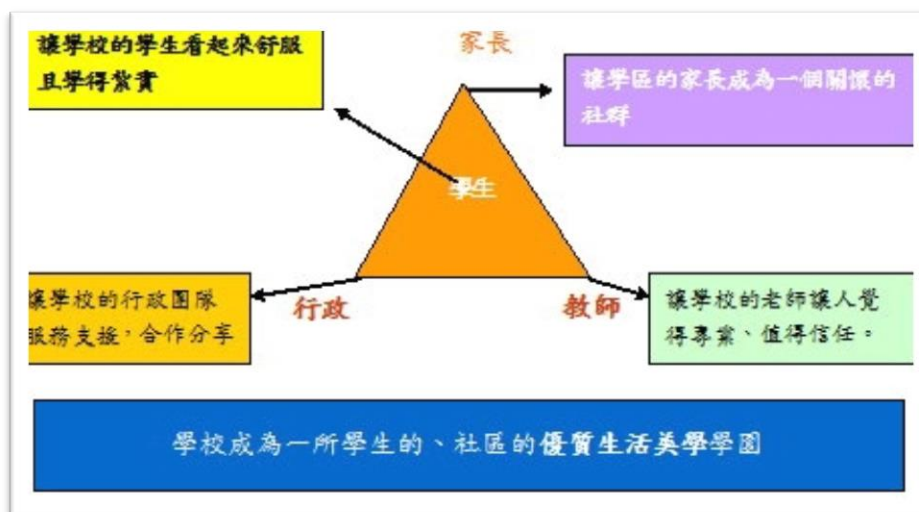 讓學校的學生看起來舒服
且學得紮實
家長
讓學區的家長成為一個關懷的
社群
學生
讓學校的行政團隊
服務支援，合作分享
行政
教師
讓學校的老師讓人覺
得專業、值得信任。
學校成為一所學生的、社區的優質生活美學學園